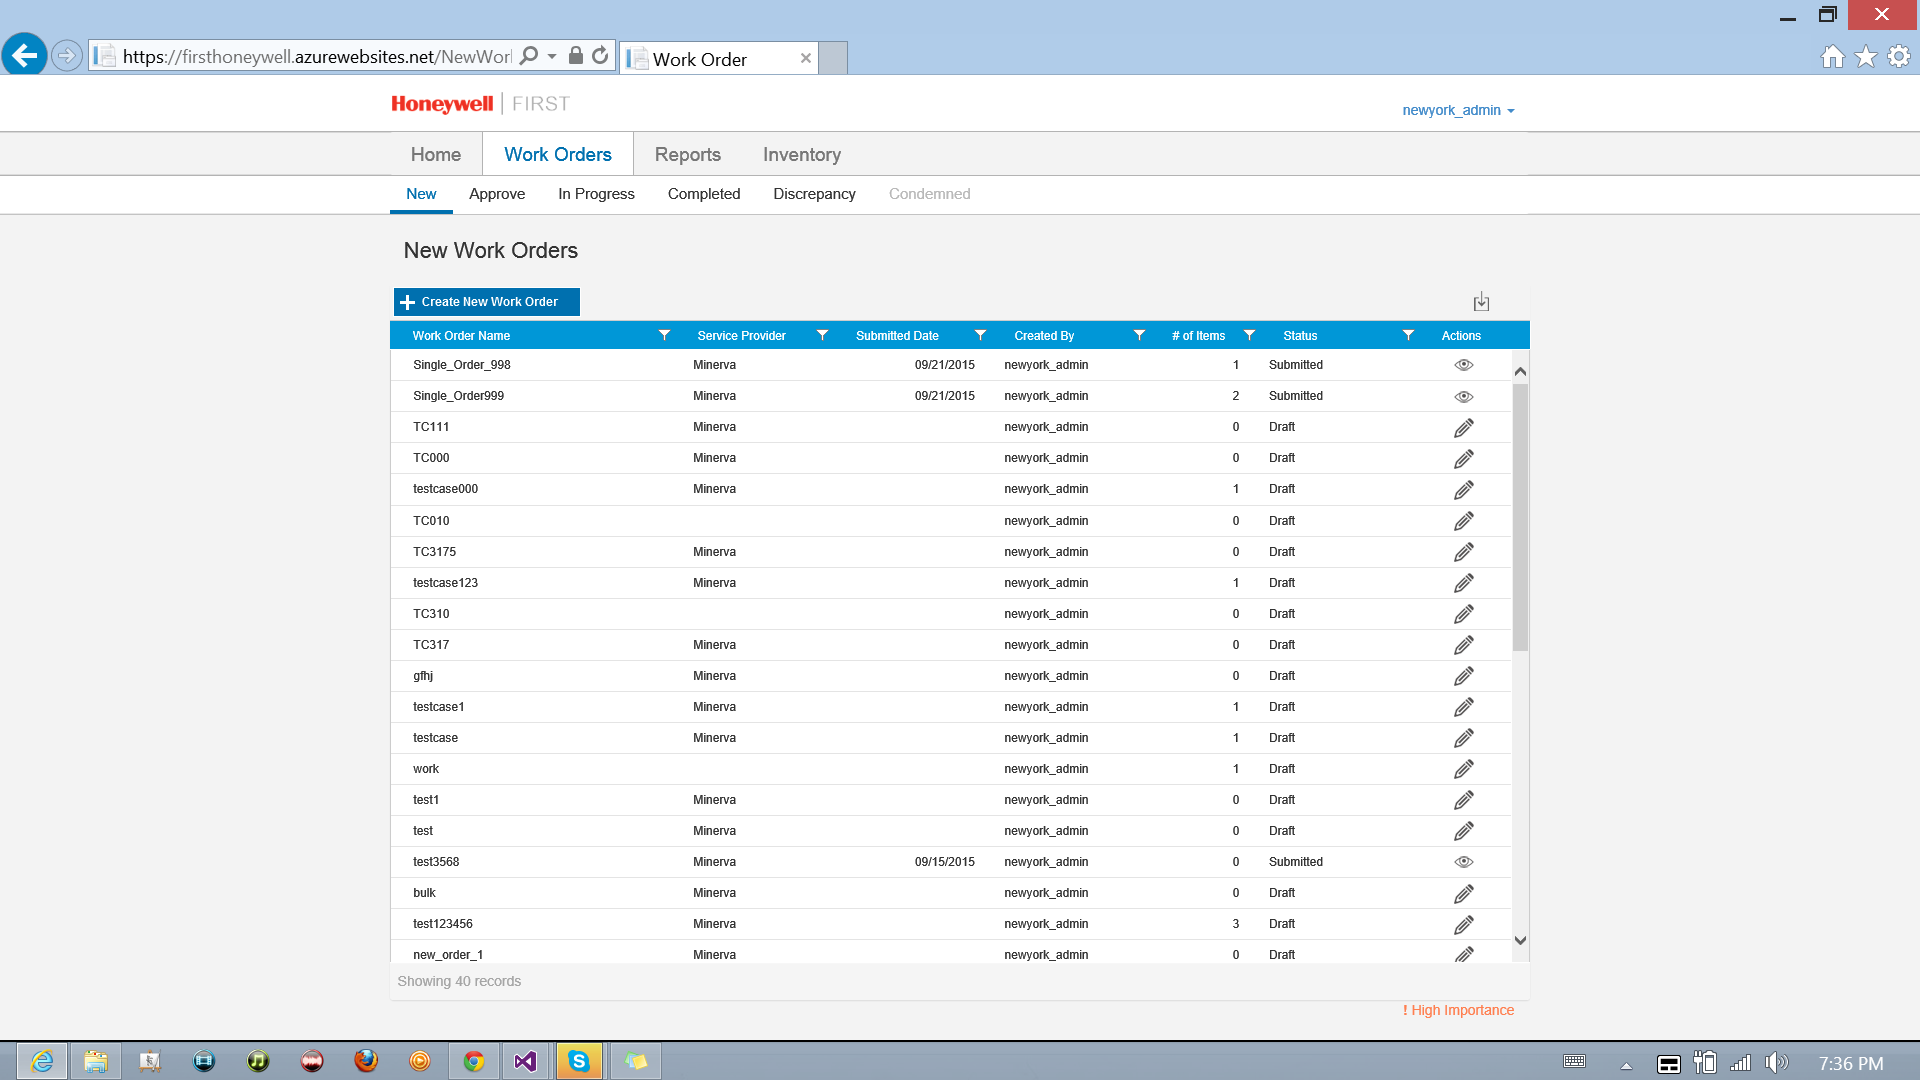 https://firsthoneywell.azurewebsites.net/NewWor
Work Order
Honeywell | FIRST
newyork_admin
Home Work Orders Reports Inventory
New Approve In Progress Completed Discrepancy Condemned
New Work Orders
Create New Work Order
Work Order Name Service Provider Submitted Date Created By # of Items Status Actions
Single_Order_998 Minerva 09/21/2015 newyork_admin 1 Submitted
Single_Order999 Minerva 09/21/2015 newyork_admin 2 Submitted
TC111 Minerva newyork_admin 0 Draft
TC000 Minerva newyork_admin 0 Draft
testcase000 Minerva newyork_admin 1 Draft
TC010 newyork_admin 0 Draft
TC3175 Minerva newyork_admin 0 Draft
testcase123 Minerva newyork_admin 1 Draft
TC310 newyork_admin 0 Draft
TC317 Minerva newyork_admin 0 Draft
gfhj Minerva newyork_admin 0 Draft
testcase1 Minerva newyork_admin 1 Draft
testcase Minerva newyork_admin 1 Draft
work newyork_admin 1 Draft
test1 Minerva newyork_admin 0 Draft
test Minerva newyork_admin 0 Draft
test3568 Minerva 09/15/2015 newyork_admin 0 Submitted
bulk Minerva newyork_admin 0 Draft
test123456 Minerva newyork_admin 3 Draft
new_order_1 Minerva newyork_admin 0 Draft
Showing 40 records
! High Importance
7:36 PM